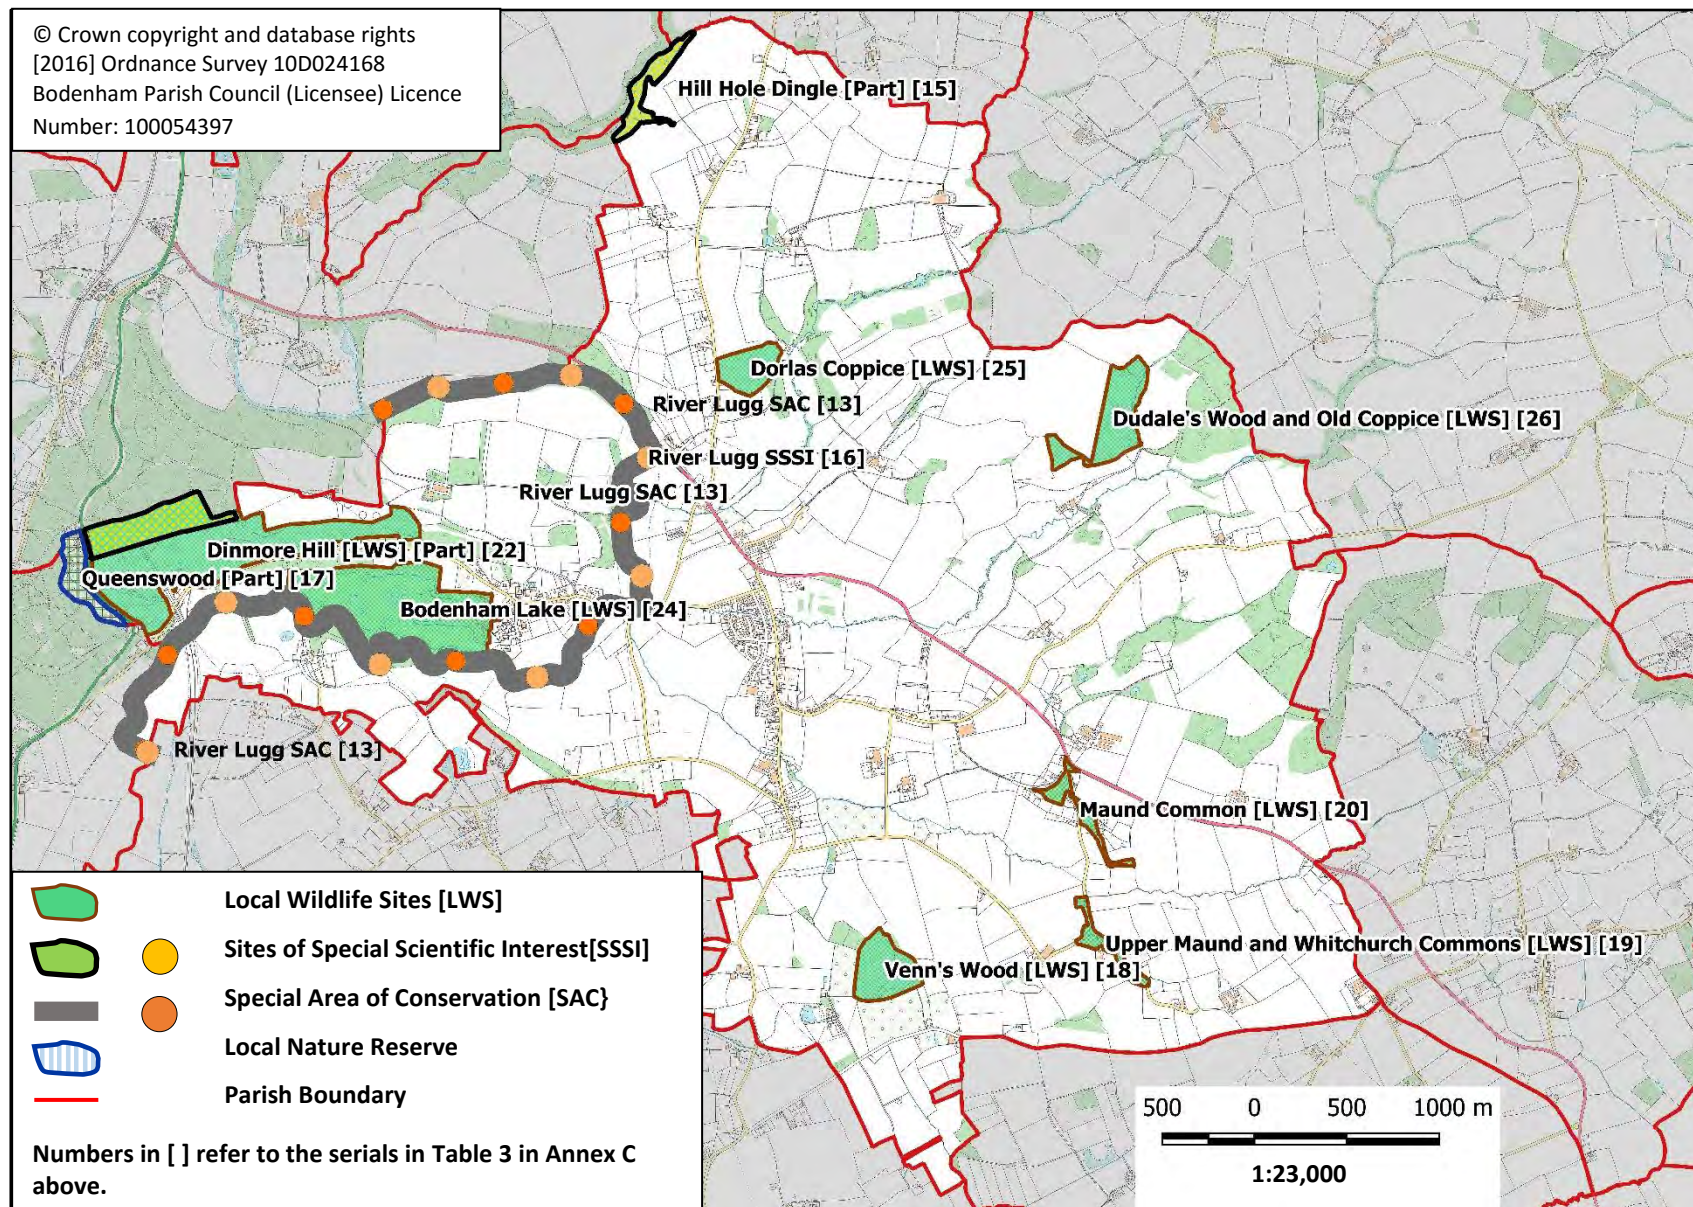 © Crown copyright and database rights
[2016] Ordnance Survey 10D024168
Bodenham Parish Council (Licensee) Licence
Number: 100054397
Hill Hole Dingle [Part] [15]
Dorlas Coppice [LWS] [25]
River Lugg SAC [13]
Dudale's Wood and Old Coppice [LWS] [26]
River Lugg SSSI [16]
River Lugg SAC [13]
Dinmore Hill [LWS] [Part] [22]
Queenswood [Part] [17]
Bodenham Lake [LWS] [24]
River Lugg SAC [13]
Maund Common [LWS] [20]
Upper Maund and Whitchurch Commons [LWS] [19]
Venn's Wood [LWS] [18]
Local Wildlife Sites [LWS]
Sites of Special Scientific Interest[SSSI]
Special Area of Conservation [SAC}
Local Nature Reserve
Parish Boundary
Numbers in [ ] refer to the serials in Table 3 in Annex C
above.
500 0 500 1000 m
1:23,000